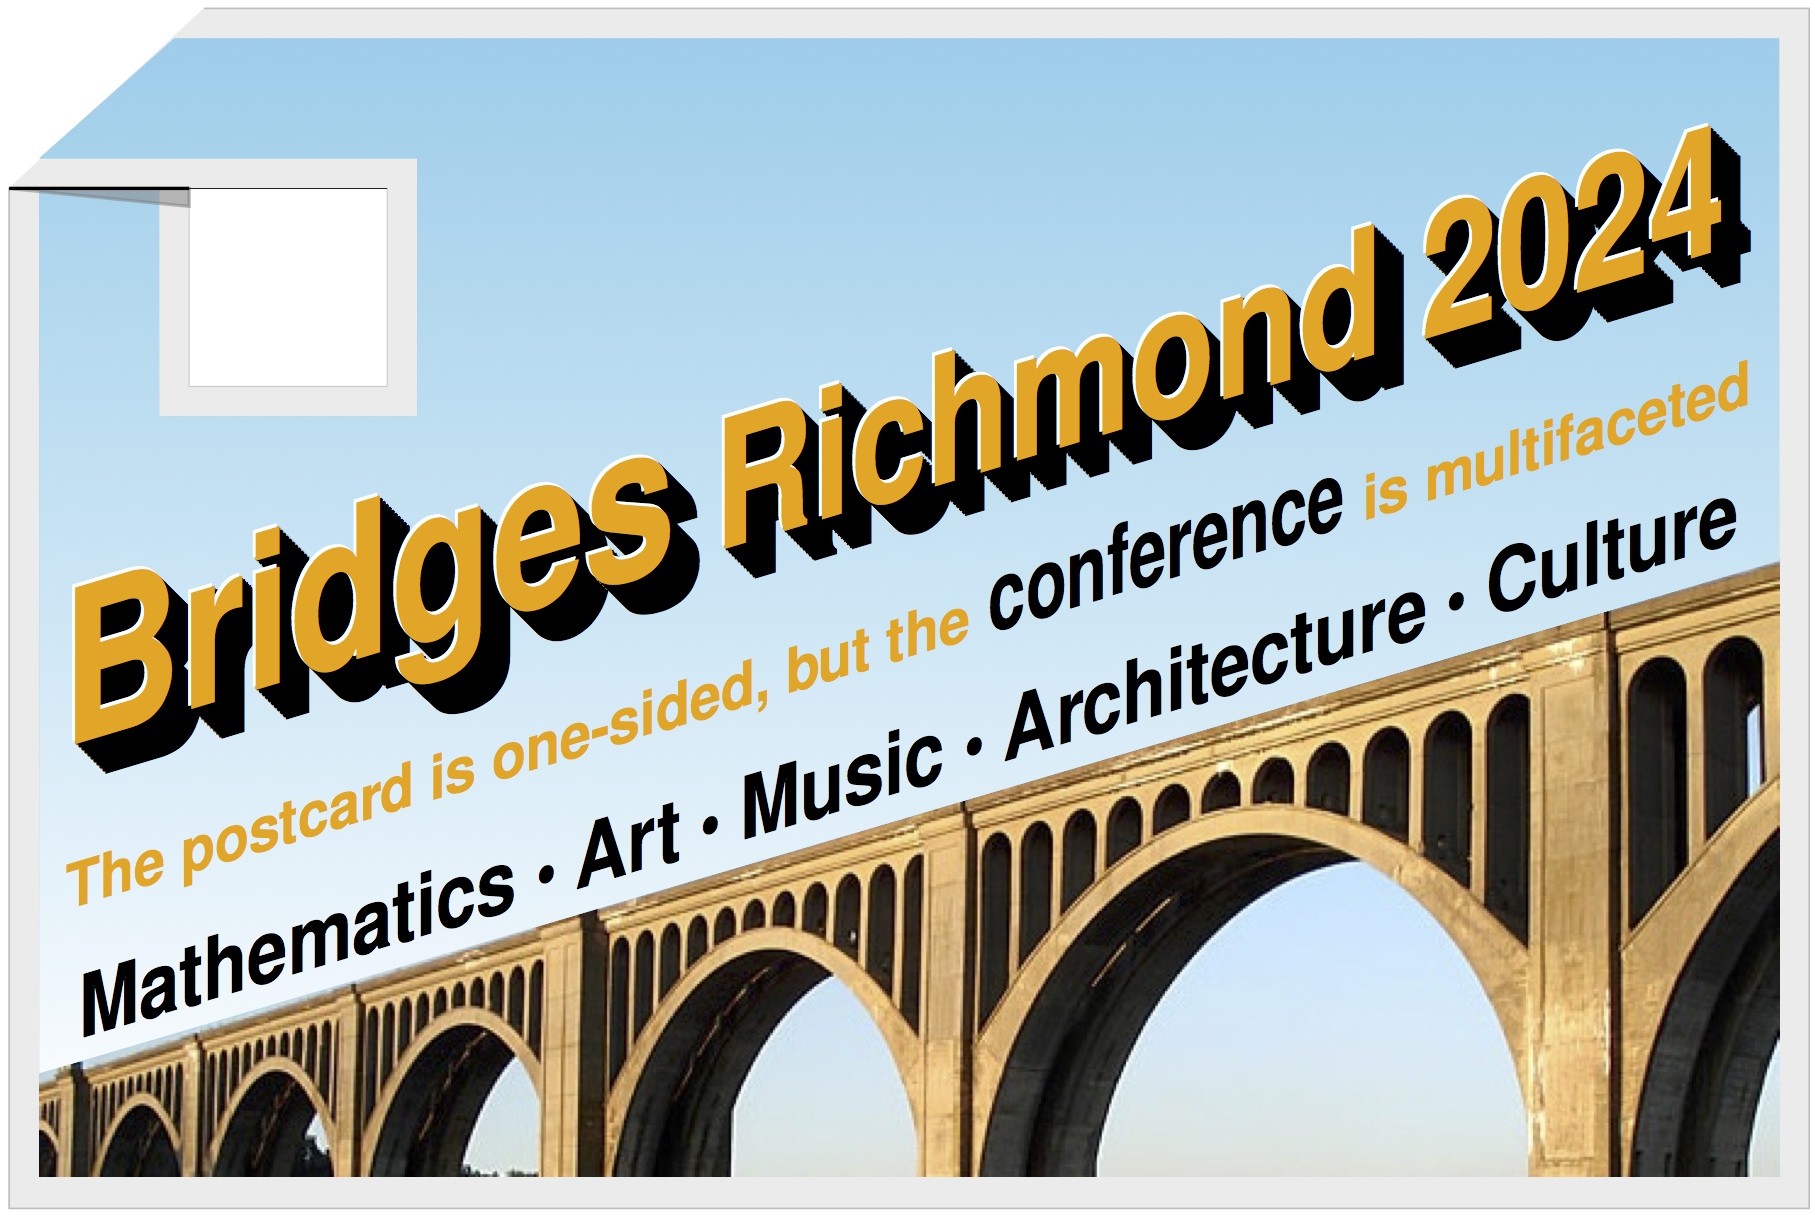 Bridges Richmond 2024
The postcard is one-sided, but the conference is multifaceted
Mathematics • Art • Music • Architecture • Culture